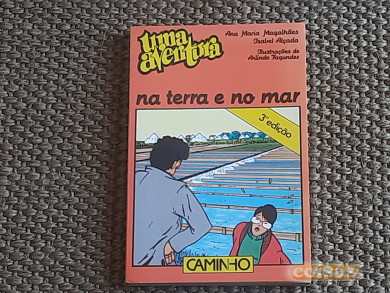 uma
aventura
Ana Maria Magalhães
Isabel Alçada
Ilustrações de
Arlindo Fagundes
na terra e no mar
3ª edição
CAMINHO